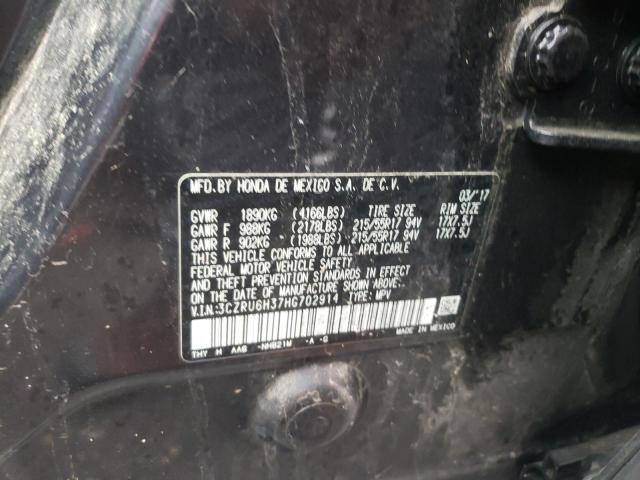 MFD.BY HONDA DE MEXICO S.A. DE C.V.
03/'17
GVWR 1890KG (4166LBS) TIRE SIZE RIM SIZE
GAWR F 988KG (2178LBS) 215/55R17 94V 17X7.5J
GAWR R 902KG (1988LBS) 215/55R17 94V 17X7.5J
THIS VEHICLE CONFORMS TO ALL APPLICABLE
FEDERAL MOTOR VEHICLE SAFETY
AND THEFT PREVENTION STANDARDS IN EFFECT
ON THE DATE OF MANUFACTURE SHOWN ABOVE.
V.I.N:3CZRU6H37HG702914 TYPE: MPV
MADE IN MEXICO
THY H AAS -NH821M -A -G